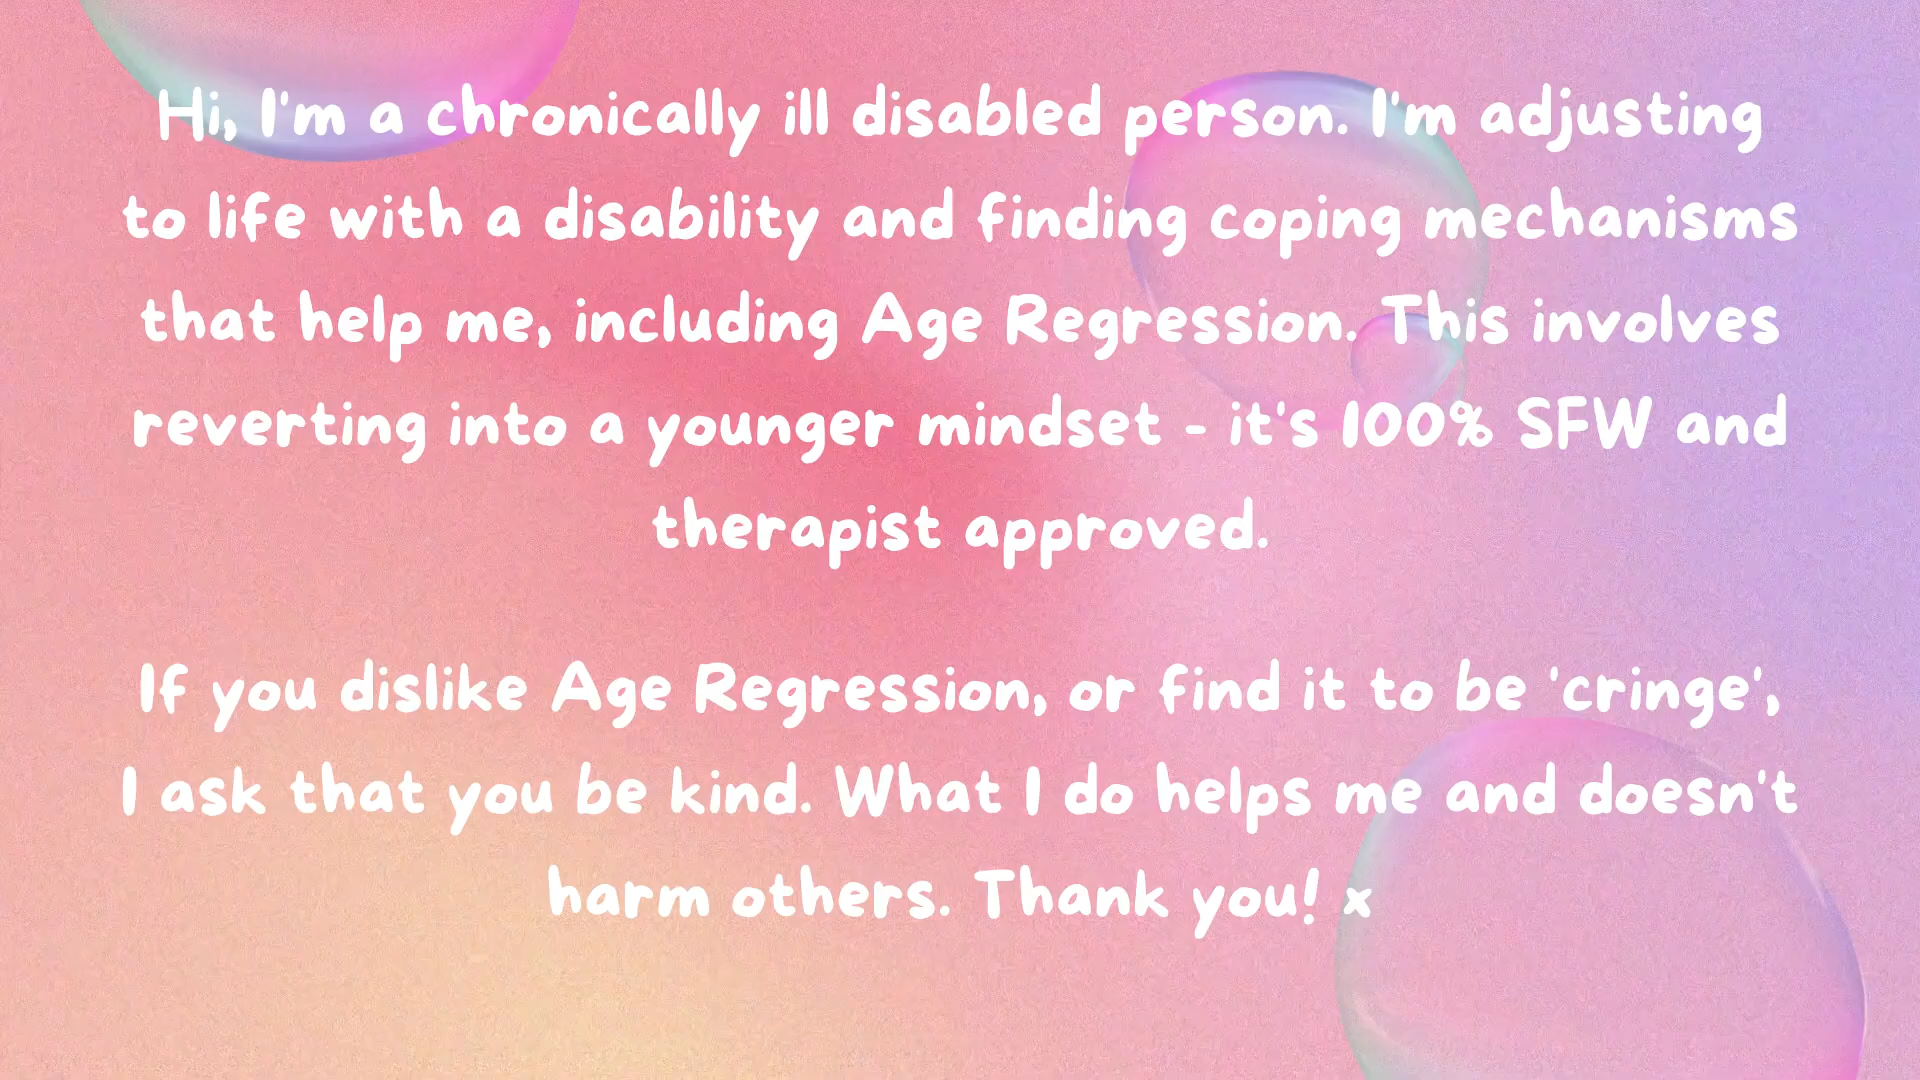 Hi, I'm a chronically ill disabled person. I'm adjusting
to life with a disability and finding coping mechanisms
that help me, including Age Regression. This involves
reverting into a younger mindset - it's 100% SFW and
therapist approved.
If you dislike Age Regression, or find it to be 'cringe',
I ask that you be kind. What I do helps me and doesn't
harm others. Thank you! x